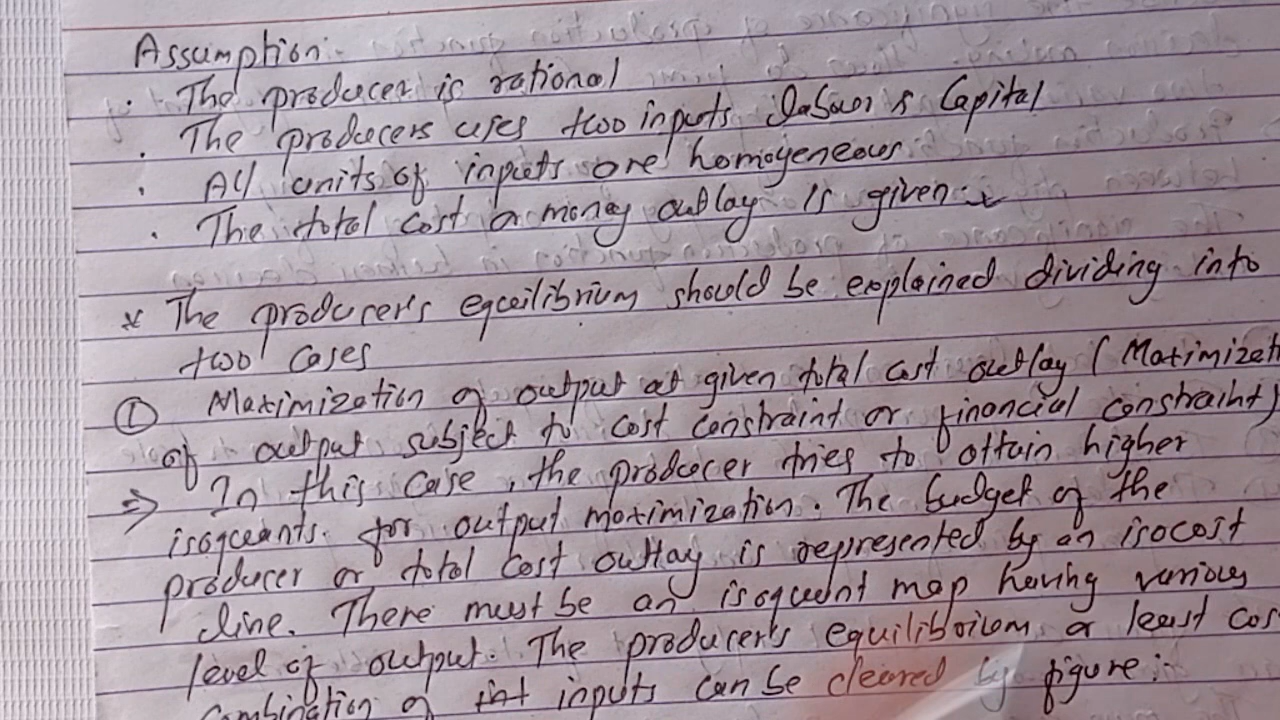 Assumption:
. The producer is rational
. The producers uses two inputs labour & Capital
. All units of inputs are homogeneous.
. The total cost or money outlay is given.
* The producer's equilibrium should be explained dividing into
two cases
① Maximization of output at given total cost outlay (Maximizat
of output subject to cost constraint or financial constraint)
⇒ In this case, the producer tries to attain higher
isoquants. for output maximization. The budget of the
producer or total cost outlay is represented by an isocost
line. There must be an isoquant map having various
level of output. The producer's equilibrium or least cos
combination of inputs can be cleared by figure:-